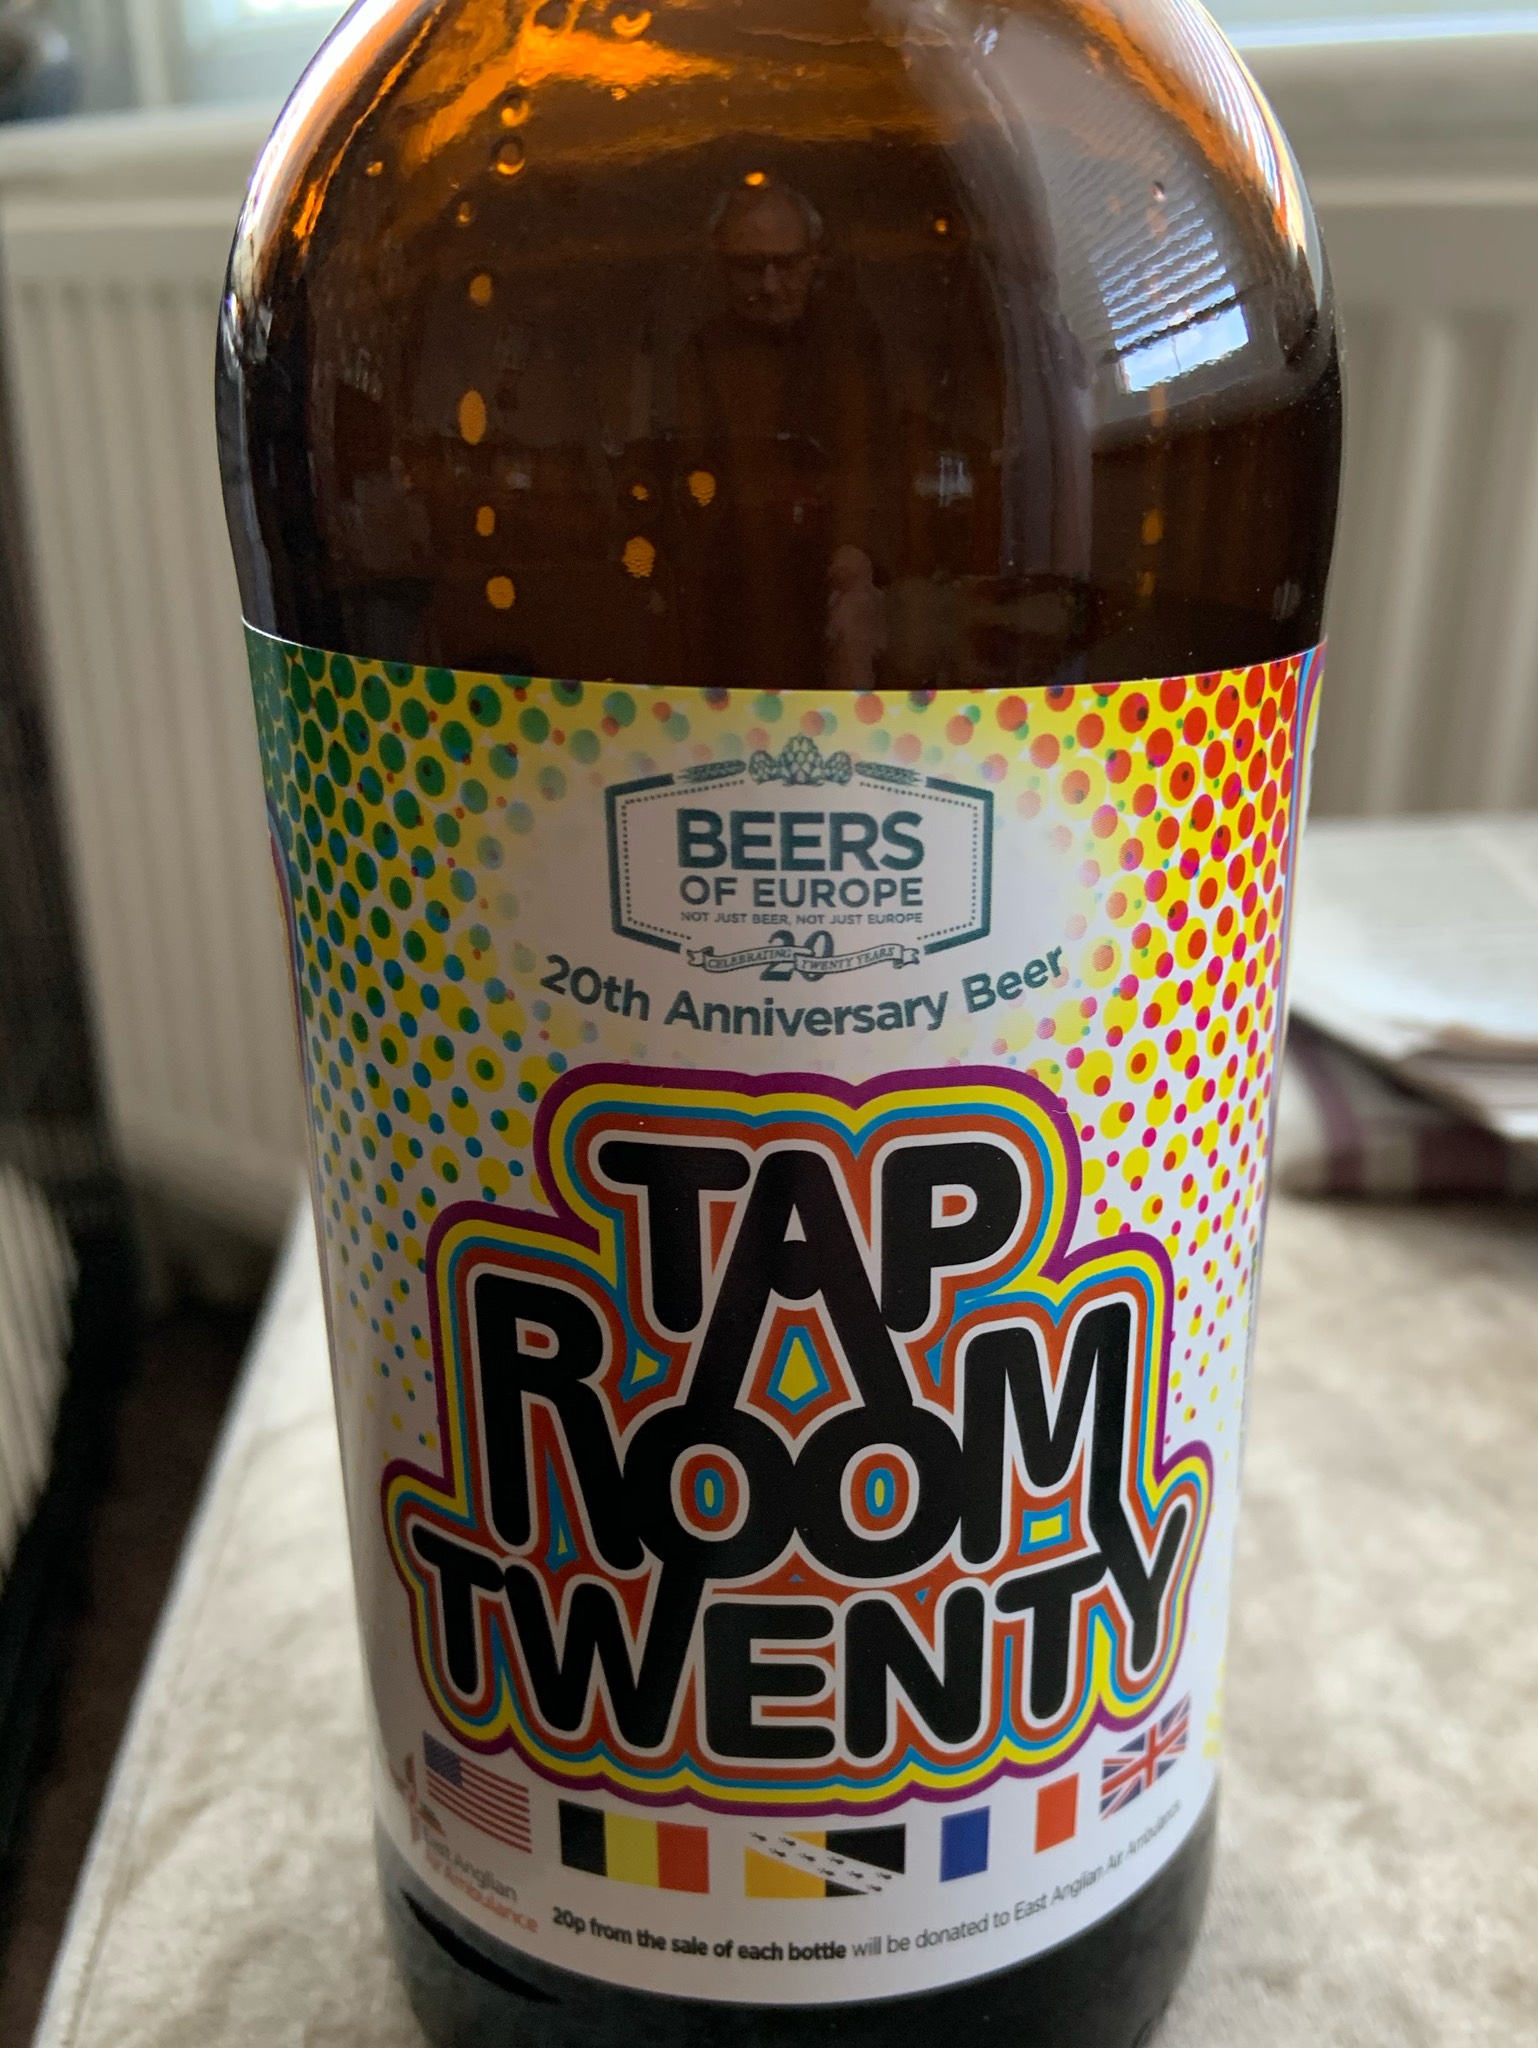 BEERS
OF EUROPE
NOT JUST BEER, NOT JUST EUROPE
20
CELEBRATING TWENTY YEARS
20th Anniversary Beer
TAP
ROOM
TWENTY
East Anglian
Air Ambulance
20p from the sale of each bottle will be donated to East Anglian Air Ambulance.